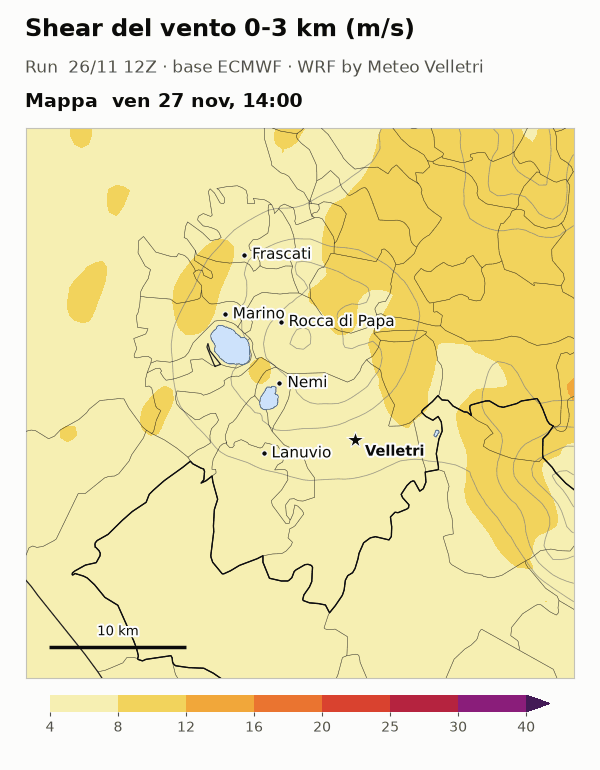 Shear del vento 0-3 km (m/s)
Run  26/11 12Z · base ECMWF · WRF by Meteo Velletri
Mappa  ven 27 nov, 14:00
Frascati
Marino
Rocca di Papa
Nemi
Velletri
Lanuvio
10 km
4 8 12 16 20 25 30 40